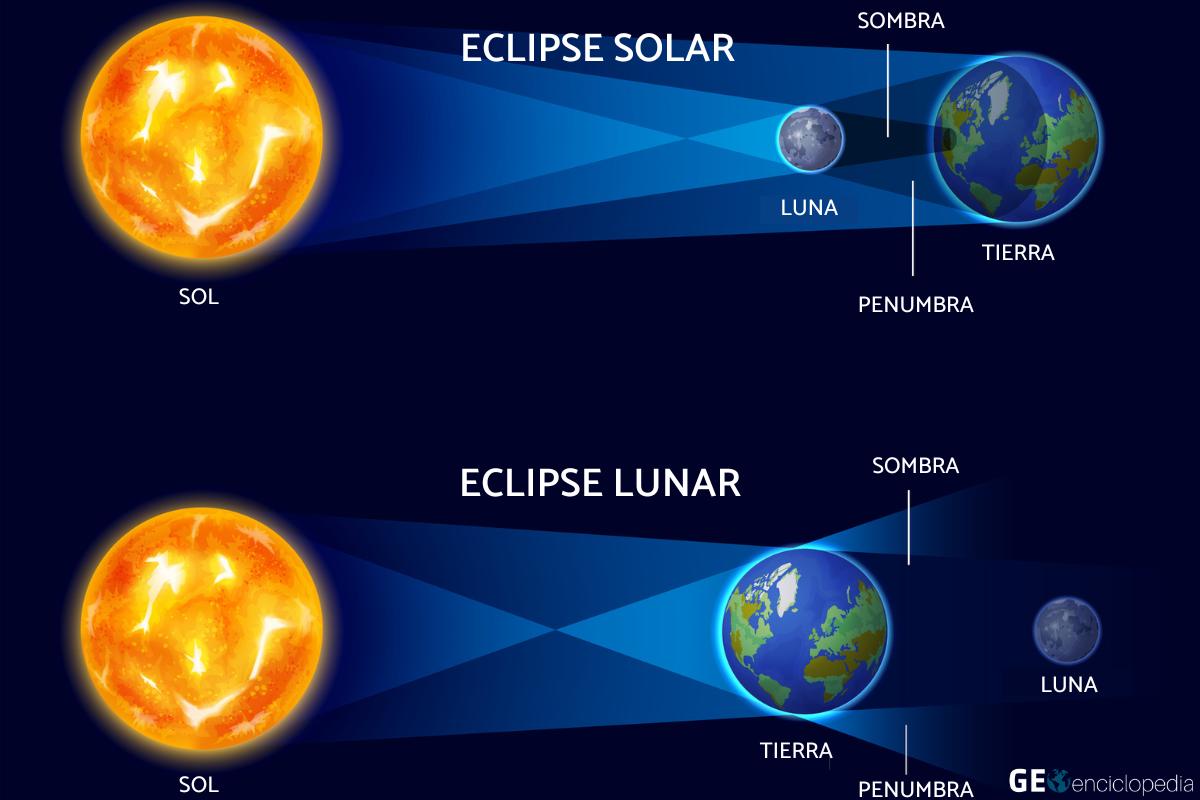 SOMBRA
ECLIPSE SOLAR
LUNA
TIERRA
SOL
PENUMBRA
SOMBRA
ECLIPSE LUNAR
LUNA
TIERRA
SOL
PENUMBRA
GEOenciclopedia